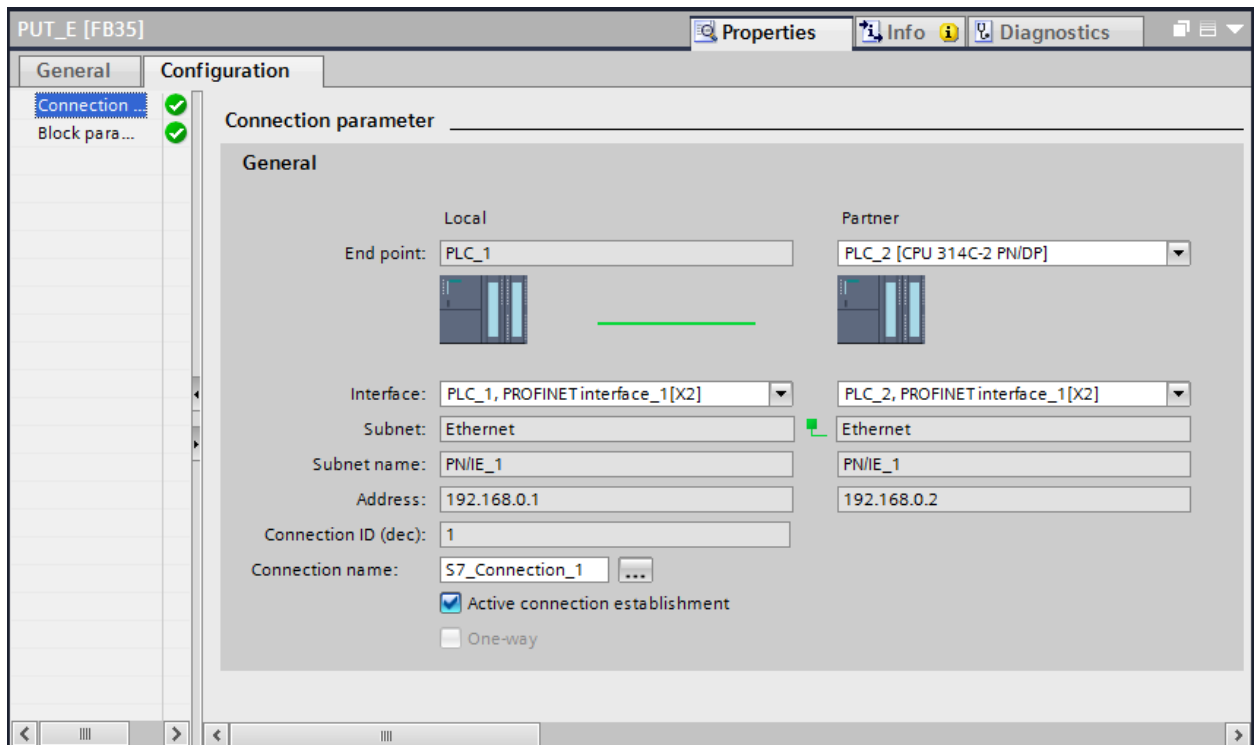 PUT_E [FB35]
Properties
Info
Diagnostics
General
Configuration
Connection ...
Block para...
Connection parameter
General
Local
Partner
End point:
PLC_1
PLC_2 [CPU 314C-2 PN/DP]
Interface:
PLC_1, PROFINET interface_1[X2]
PLC_2, PROFINET interface_1[X2]
Subnet:
Ethernet
Ethernet
Subnet name:
PN/IE_1
PN/IE_1
Address:
192.168.0.1
192.168.0.2
Connection ID (dec):
1
Connection name:
S7_Connection_1
...
Active connection establishment
One-way